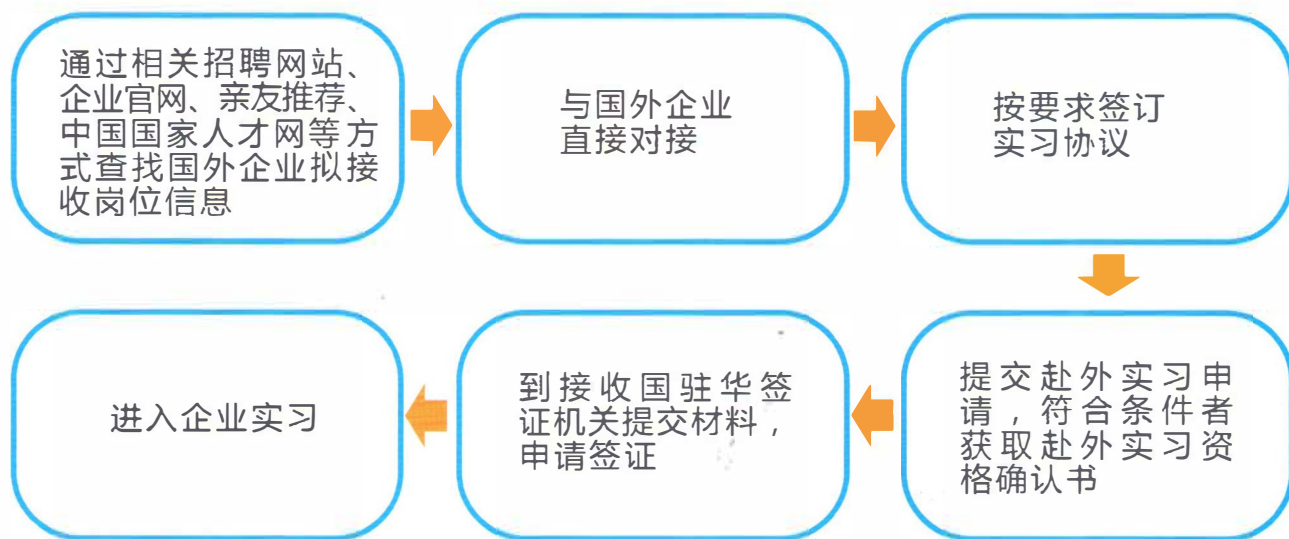 通过相关招聘网站、
企业官网、亲友推荐、
中国国家人才网等方
式查找国外企业拟接
收岗位信息
与国外企业
直接对接
按要求签订
实习协议
提交赴外实习申
请，符合条件者
获取赴外实习资
格确认书
到接收国驻华签
证机关提交材料，
申请签证
进入企业实习